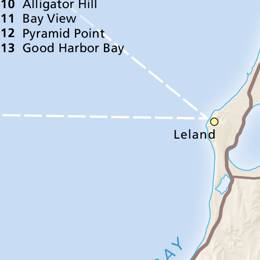 10 Alligator Hill
11 Bay View
12 Pyramid Point
13 Good Harbor Bay
Leland
BAY